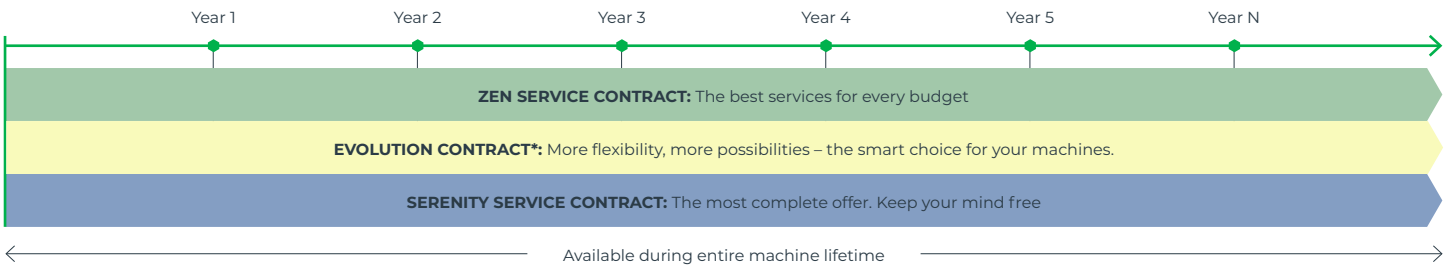 Year 1 Year 2 Year 3 Year 4 Year 5 Year N
ZEN SERVICE CONTRACT: The best services for every budget
EVOLUTION CONTRACT*: More flexibility, more possibilities – the smart choice for your machines.
SERENITY SERVICE CONTRACT: The most complete offer. Keep your mind free
Available during entire machine lifetime